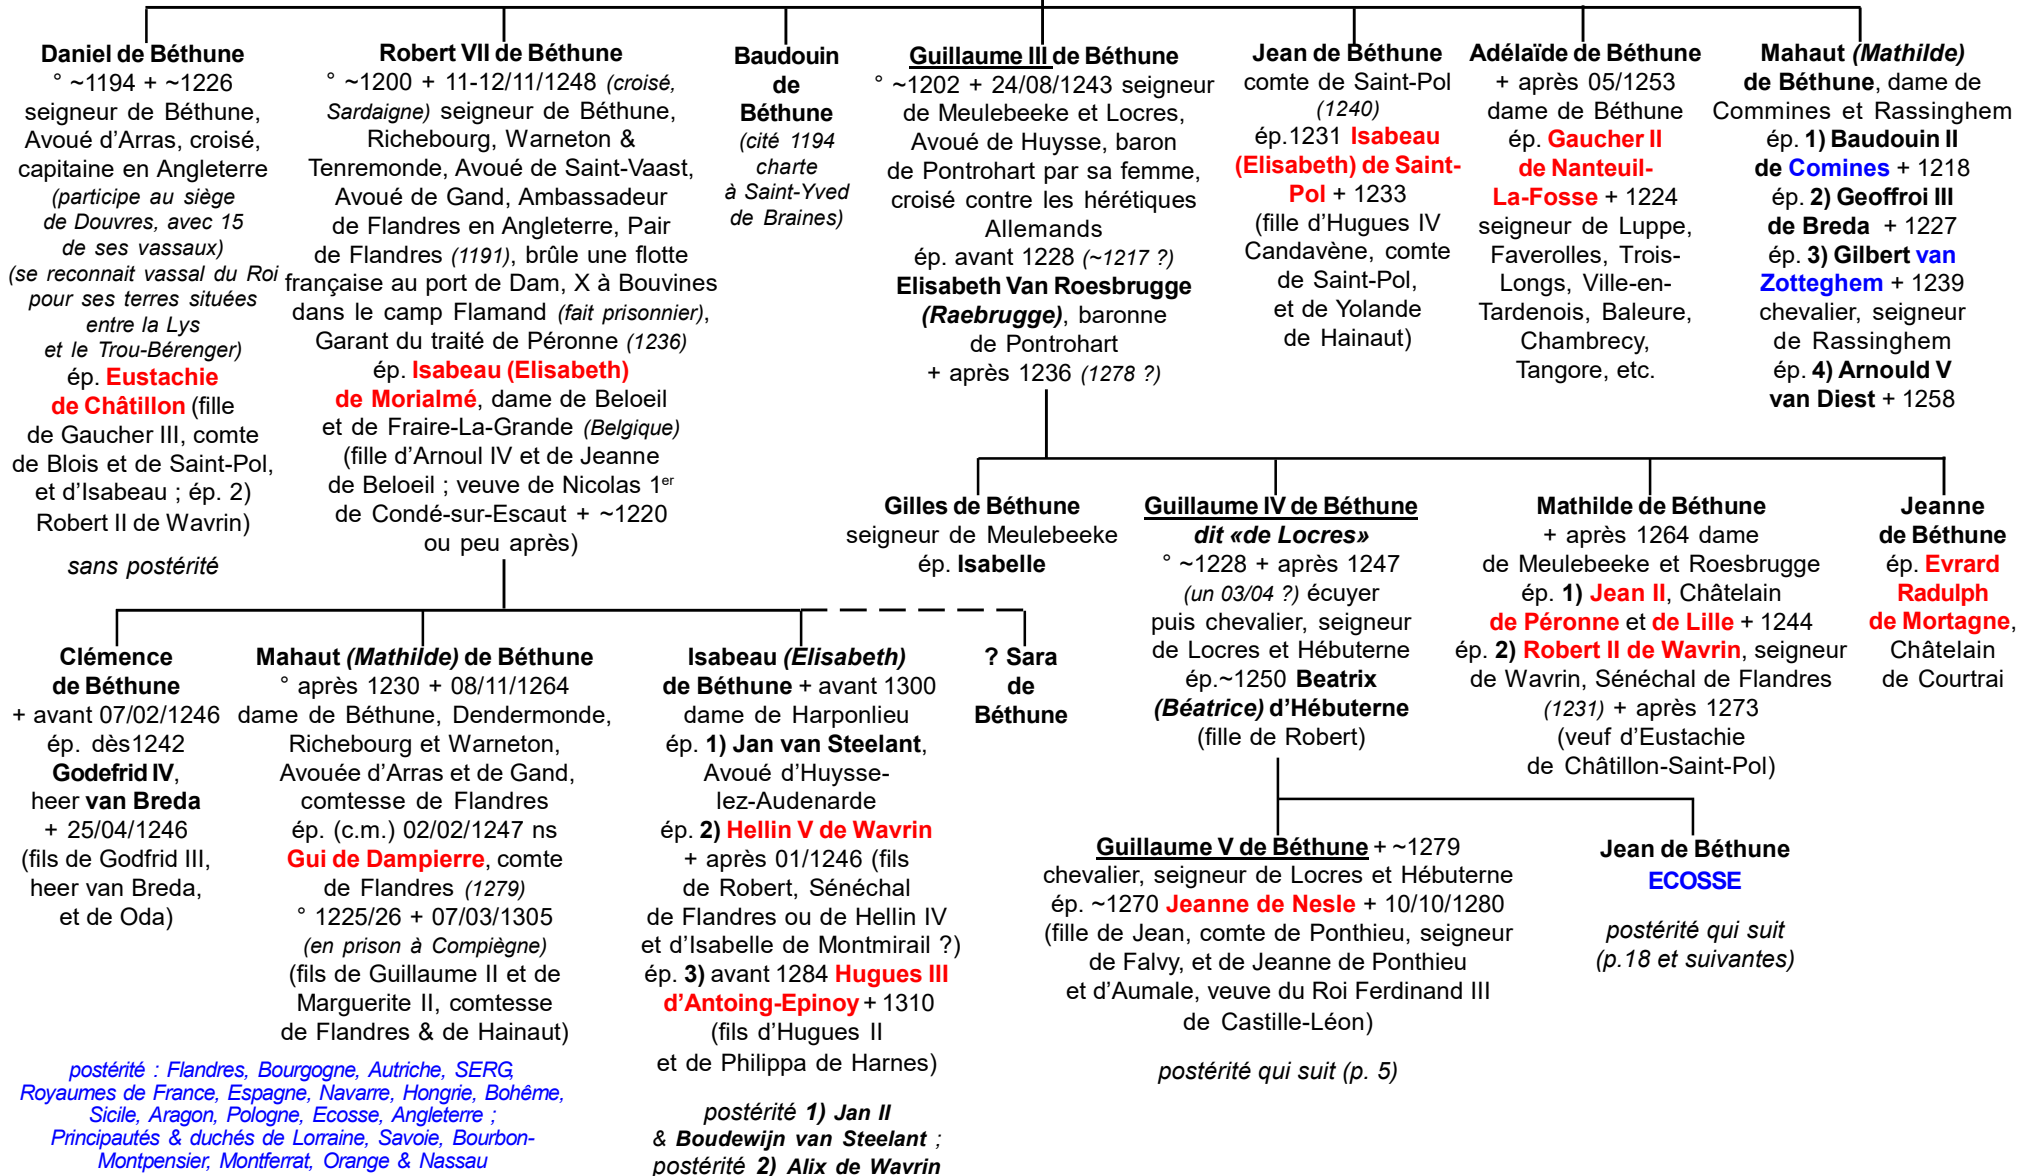 Daniel de Béthune
° ~1194 + ~1226
seigneur de Béthune,
Avoué d'Arras, croisé,
capitaine en Angleterre
(participe au siège
de Douvres, avec 15
de ses vassaux)
(se reconnait vassal du Roi
pour ses terres situées
entre la Lys
et le Trou-Bérenger)
ép. Eustachie
de Châtillon (fille
de Gaucher III, comte
de Blois et de Saint-Pol,
et d'Isabeau ; ép. 2)
Robert II de Wavrin)
sans postérité
Robert VII de Béthune
° ~1200 + 11-12/11/1248 (croisé,
Sardaigne) seigneur de Béthune,
Richebourg, Warneton &
Tenremonde, Avoué de Saint-Vaast,
Avoué de Gand, Ambassadeur
de Flandres en Angleterre, Pair
de Flandres (1191), brûle une flotte
française au port de Dam, X à Bouvines
dans le camp Flamand (fait prisonnier),
Garant du traité de Péronne (1236)
ép. Isabeau (Elisabeth)
de Morialmé, dame de Beloeil
et de Fraire-La-Grande (Belgique)
(fille d'Arnoul IV et de Jeanne
de Beloeil ; veuve de Nicolas 1er
de Condé-sur-Escaut + ~1220
ou peu après)
Baudouin
de
Béthune
(cité 1194
charte
à Saint-Yved
de Braines)
Guillaume III de Béthune
° ~1202 + 24/08/1243 seigneur
de Meulebeeke et Locres,
Avoué de Huysse, baron
de Pontrohart par sa femme,
croisé contre les hérétiques
Allemands
ép. avant 1228 (~1217 ?)
Elisabeth Van Roesbrugge
(Raebrugge), baronne
de Pontrohart
+ après 1236 (1278 ?)
Jean de Béthune
comte de Saint-Pol
(1240)
ép.1231 Isabeau
(Elisabeth) de Saint-
Pol + 1233
(fille d'Hugues IV
Candavène, comte
de Saint-Pol,
et de Yolande
de Hainaut)
Adélaïde de Béthune
+ après 05/1253
dame de Béthune
ép. Gaucher II
de Nanteuil-
La-Fosse + 1224
seigneur de Luppe,
Faverolles, Trois-
Longs, Ville-en-
Tardenois, Baleure,
Chambrecy,
Tangore, etc.
Mahaut (Mathilde)
de Béthune, dame de
Commines et Rassinghem
ép. 1) Baudouin II
de Comines + 1218
ép. 2) Geoffroi III
de Breda + 1227
ép. 3) Gilbert van
Zotteghem + 1239
chevalier, seigneur
de Rassinghem
ép. 4) Arnould V
van Diest + 1258
Gilles de Béthune
seigneur de Meulebeeke
ép. Isabelle
Guillaume IV de Béthune
dit «de Locres»
° ~1228 + après 1247
(un 03/04 ?) écuyer
puis chevalier, seigneur
de Locres et Hébuterne
ép.~1250 Beatrix
(Béatrice) d'Hébuterne
(fille de Robert)
Mathilde de Béthune
+ après 1264 dame
de Meulebeeke et Roesbrugge
ép. 1) Jean II, Châtelain
de Péronne et de Lille + 1244
ép. 2) Robert II de Wavrin, seigneur
de Wavrin, Sénéchal de Flandres
(1231) + après 1273
(veuf d'Eustachie
de Châtillon-Saint-Pol)
Jeanne
de Béthune
ép. Evrard
Radulph
de Mortagne,
Châtelain
de Courtrai
Clémence
de Béthune
+ avant 07/02/1246
ép. dès1242
Godefrid IV,
heer van Breda
+ 25/04/1246
(fils de Godfrid III,
heer van Breda,
et de Oda)
Mahaut (Mathilde) de Béthune
° après 1230 + 08/11/1264
dame de Béthune, Dendermonde,
Richebourg et Warneton,
Avouée d'Arras et de Gand,
comtesse de Flandres
ép. (c.m.) 02/02/1247 ns
Gui de Dampierre, comte
de Flandres (1279)
° 1225/26 + 07/03/1305
(en prison à Compiègne)
(fils de Guillaume II et de
Marguerite II, comtesse
de Flandres & de Hainaut)
postérité : Flandres, Bourgogne, Autriche, SERG,
Royaumes de France, Espagne, Navarre, Hongrie, Bohême,
Sicile, Aragon, Pologne, Ecosse, Angleterre ;
Principautés & duchés de Lorraine, Savoie, Bourbon-
Montpensier, Montferrat, Orange & Nassau
Isabeau (Elisabeth)
de Béthune + avant 1300
dame de Harponlieu
ép. 1) Jan van Steelant,
Avoué d'Huysse-
lez-Audenarde
ép. 2) Hellin V de Wavrin
+ après 01/1246 (fils
de Robert, Sénéchal
de Flandres ou de Hellin IV
et d'Isabelle de Montmirail ?)
ép. 3) avant 1284 Hugues III
d'Antoing-Epinoy + 1310
(fils d'Hugues II
et de Philippa de Harnes)
postérité 1) Jan II
& Boudewijn van Steelant ;
postérité 2) Alix de Wavrin
? Sara
de
Béthune
Guillaume V de Béthune + ~1279
chevalier, seigneur de Locres et Hébuterne
ép. ~1270 Jeanne de Nesle + 10/10/1280
(fille de Jean, comte de Ponthieu, seigneur
de Falvy, et de Jeanne de Ponthieu
et d'Aumale, veuve du Roi Ferdinand III
de Castille-Léon)
postérité qui suit (p. 5)
Jean de Béthune
ECOSSE
postérité qui suit
(p.18 et suivantes)